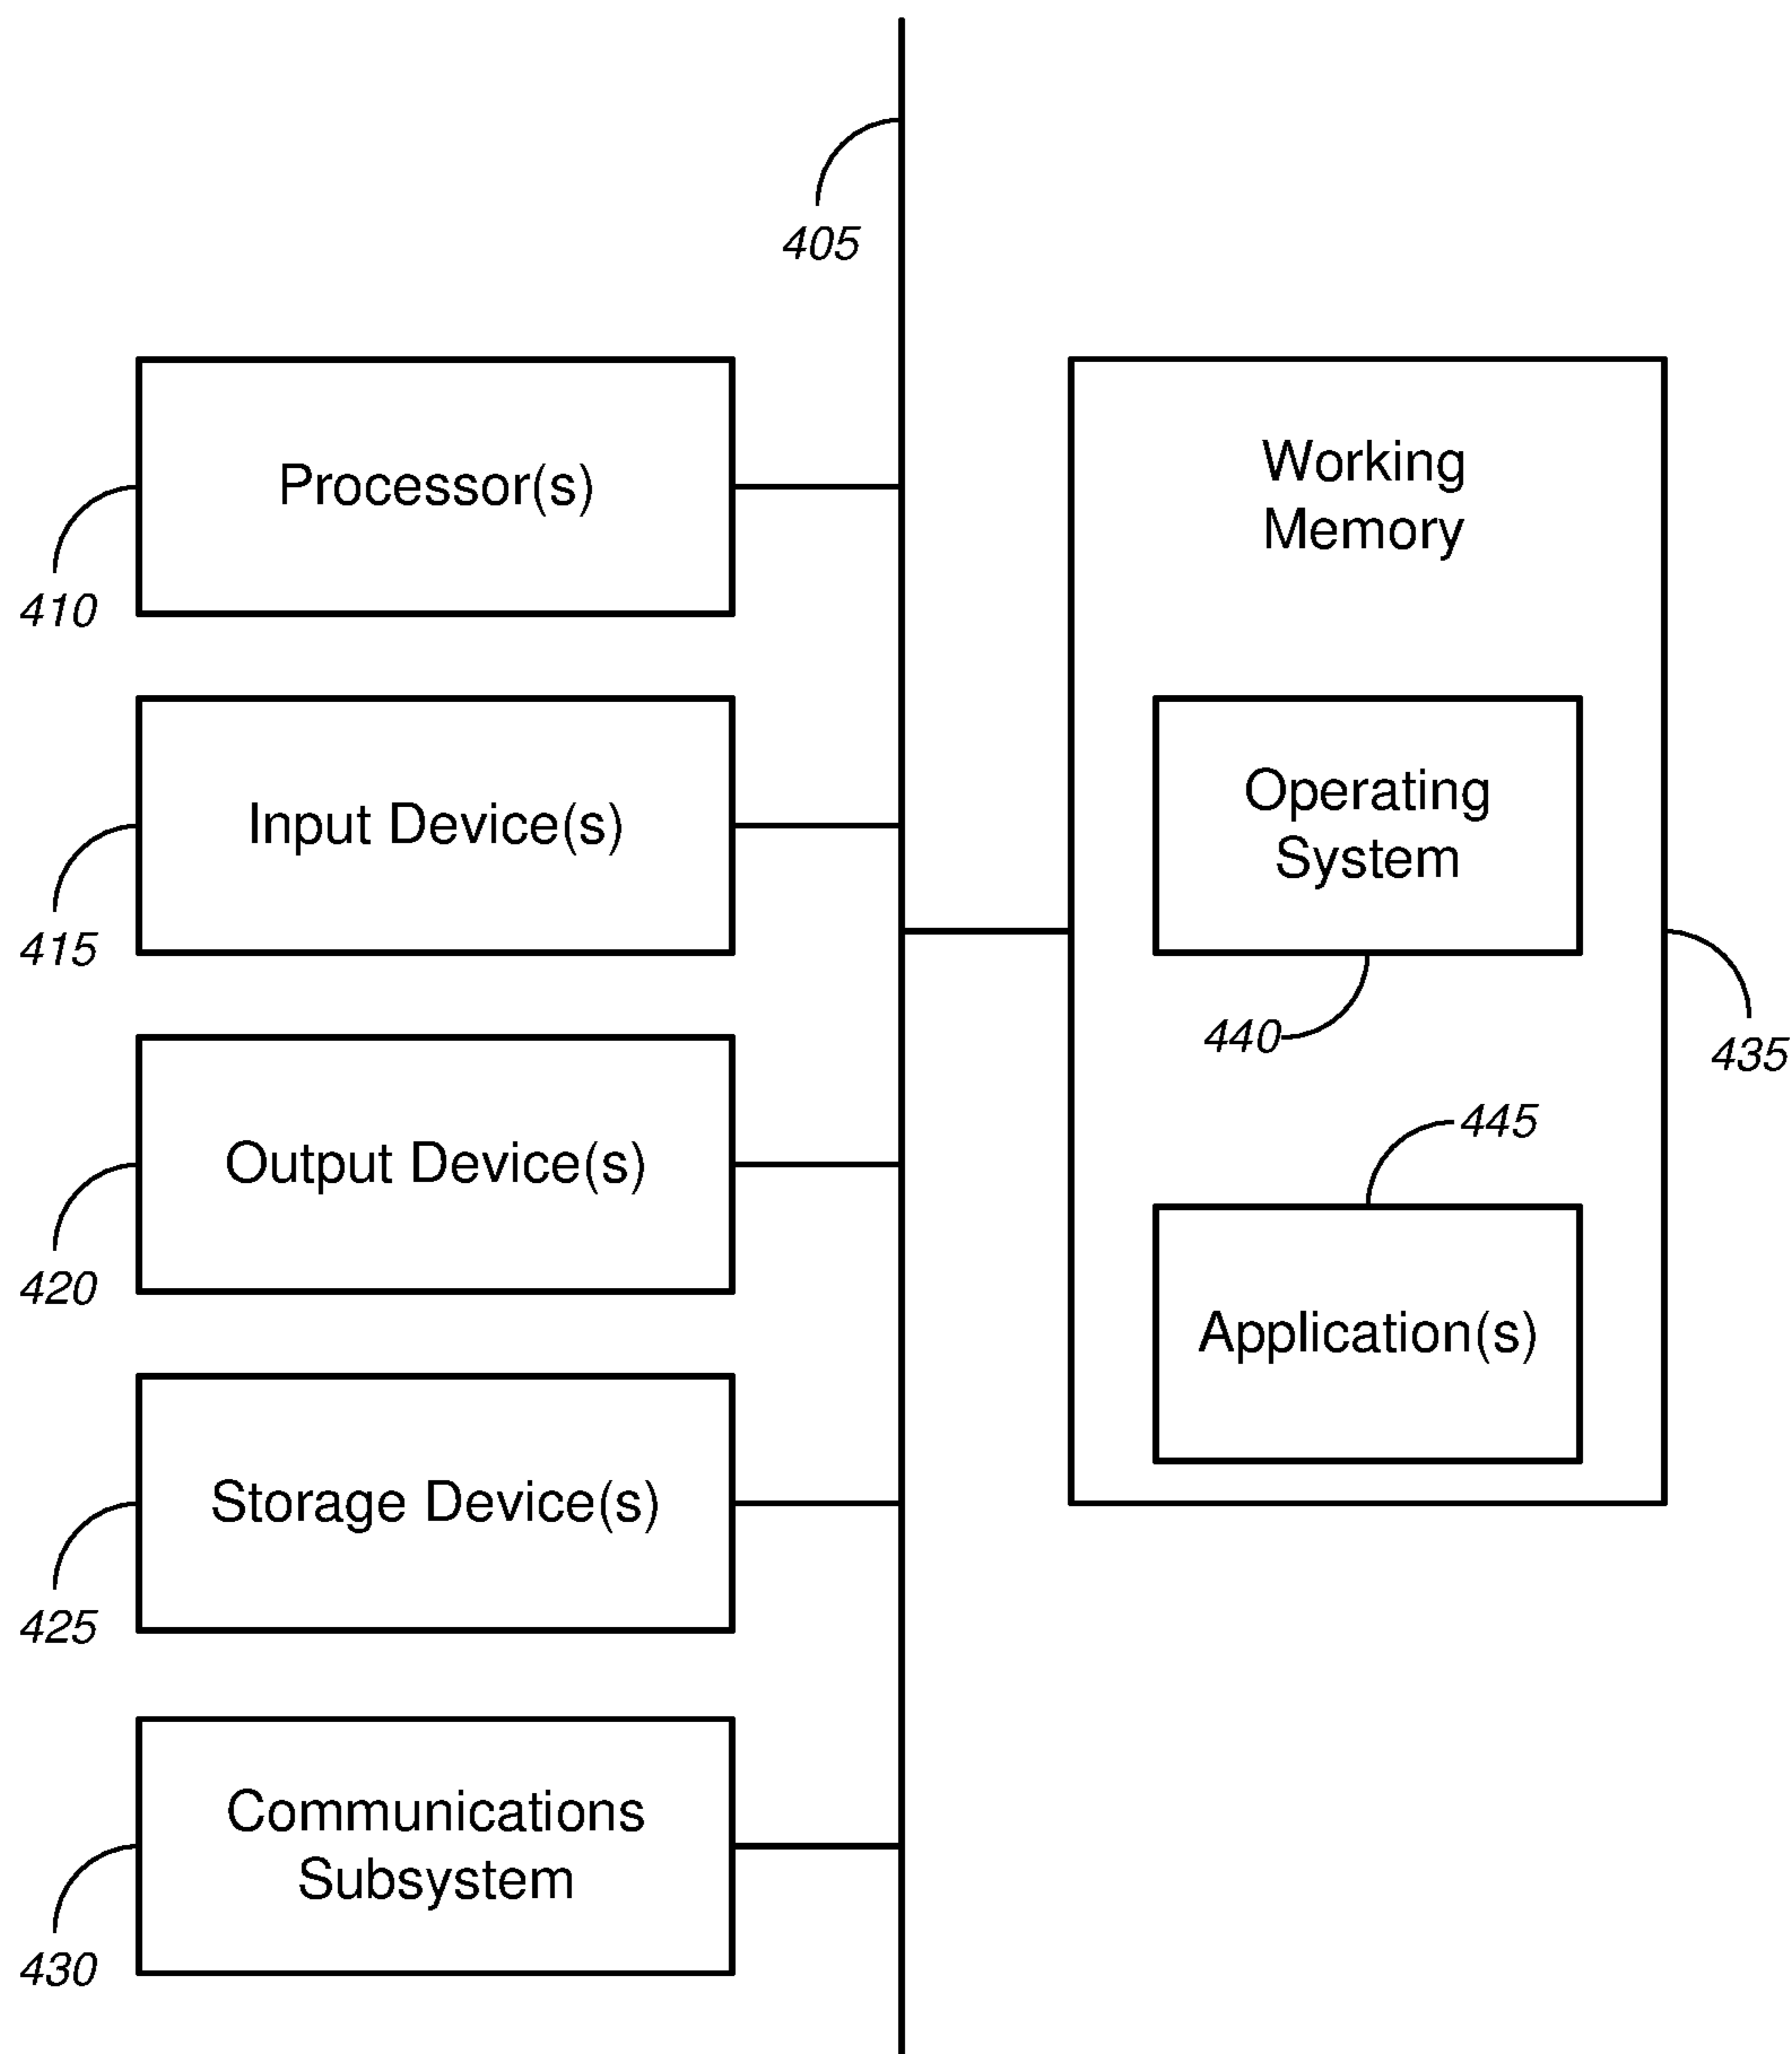 405
Processor(s)
410
Input Device(s)
415
Output Device(s)
420
Storage Device(s)
425
Communications
Subsystem
430
Working
Memory
Operating
System
440
435
445
Application(s)